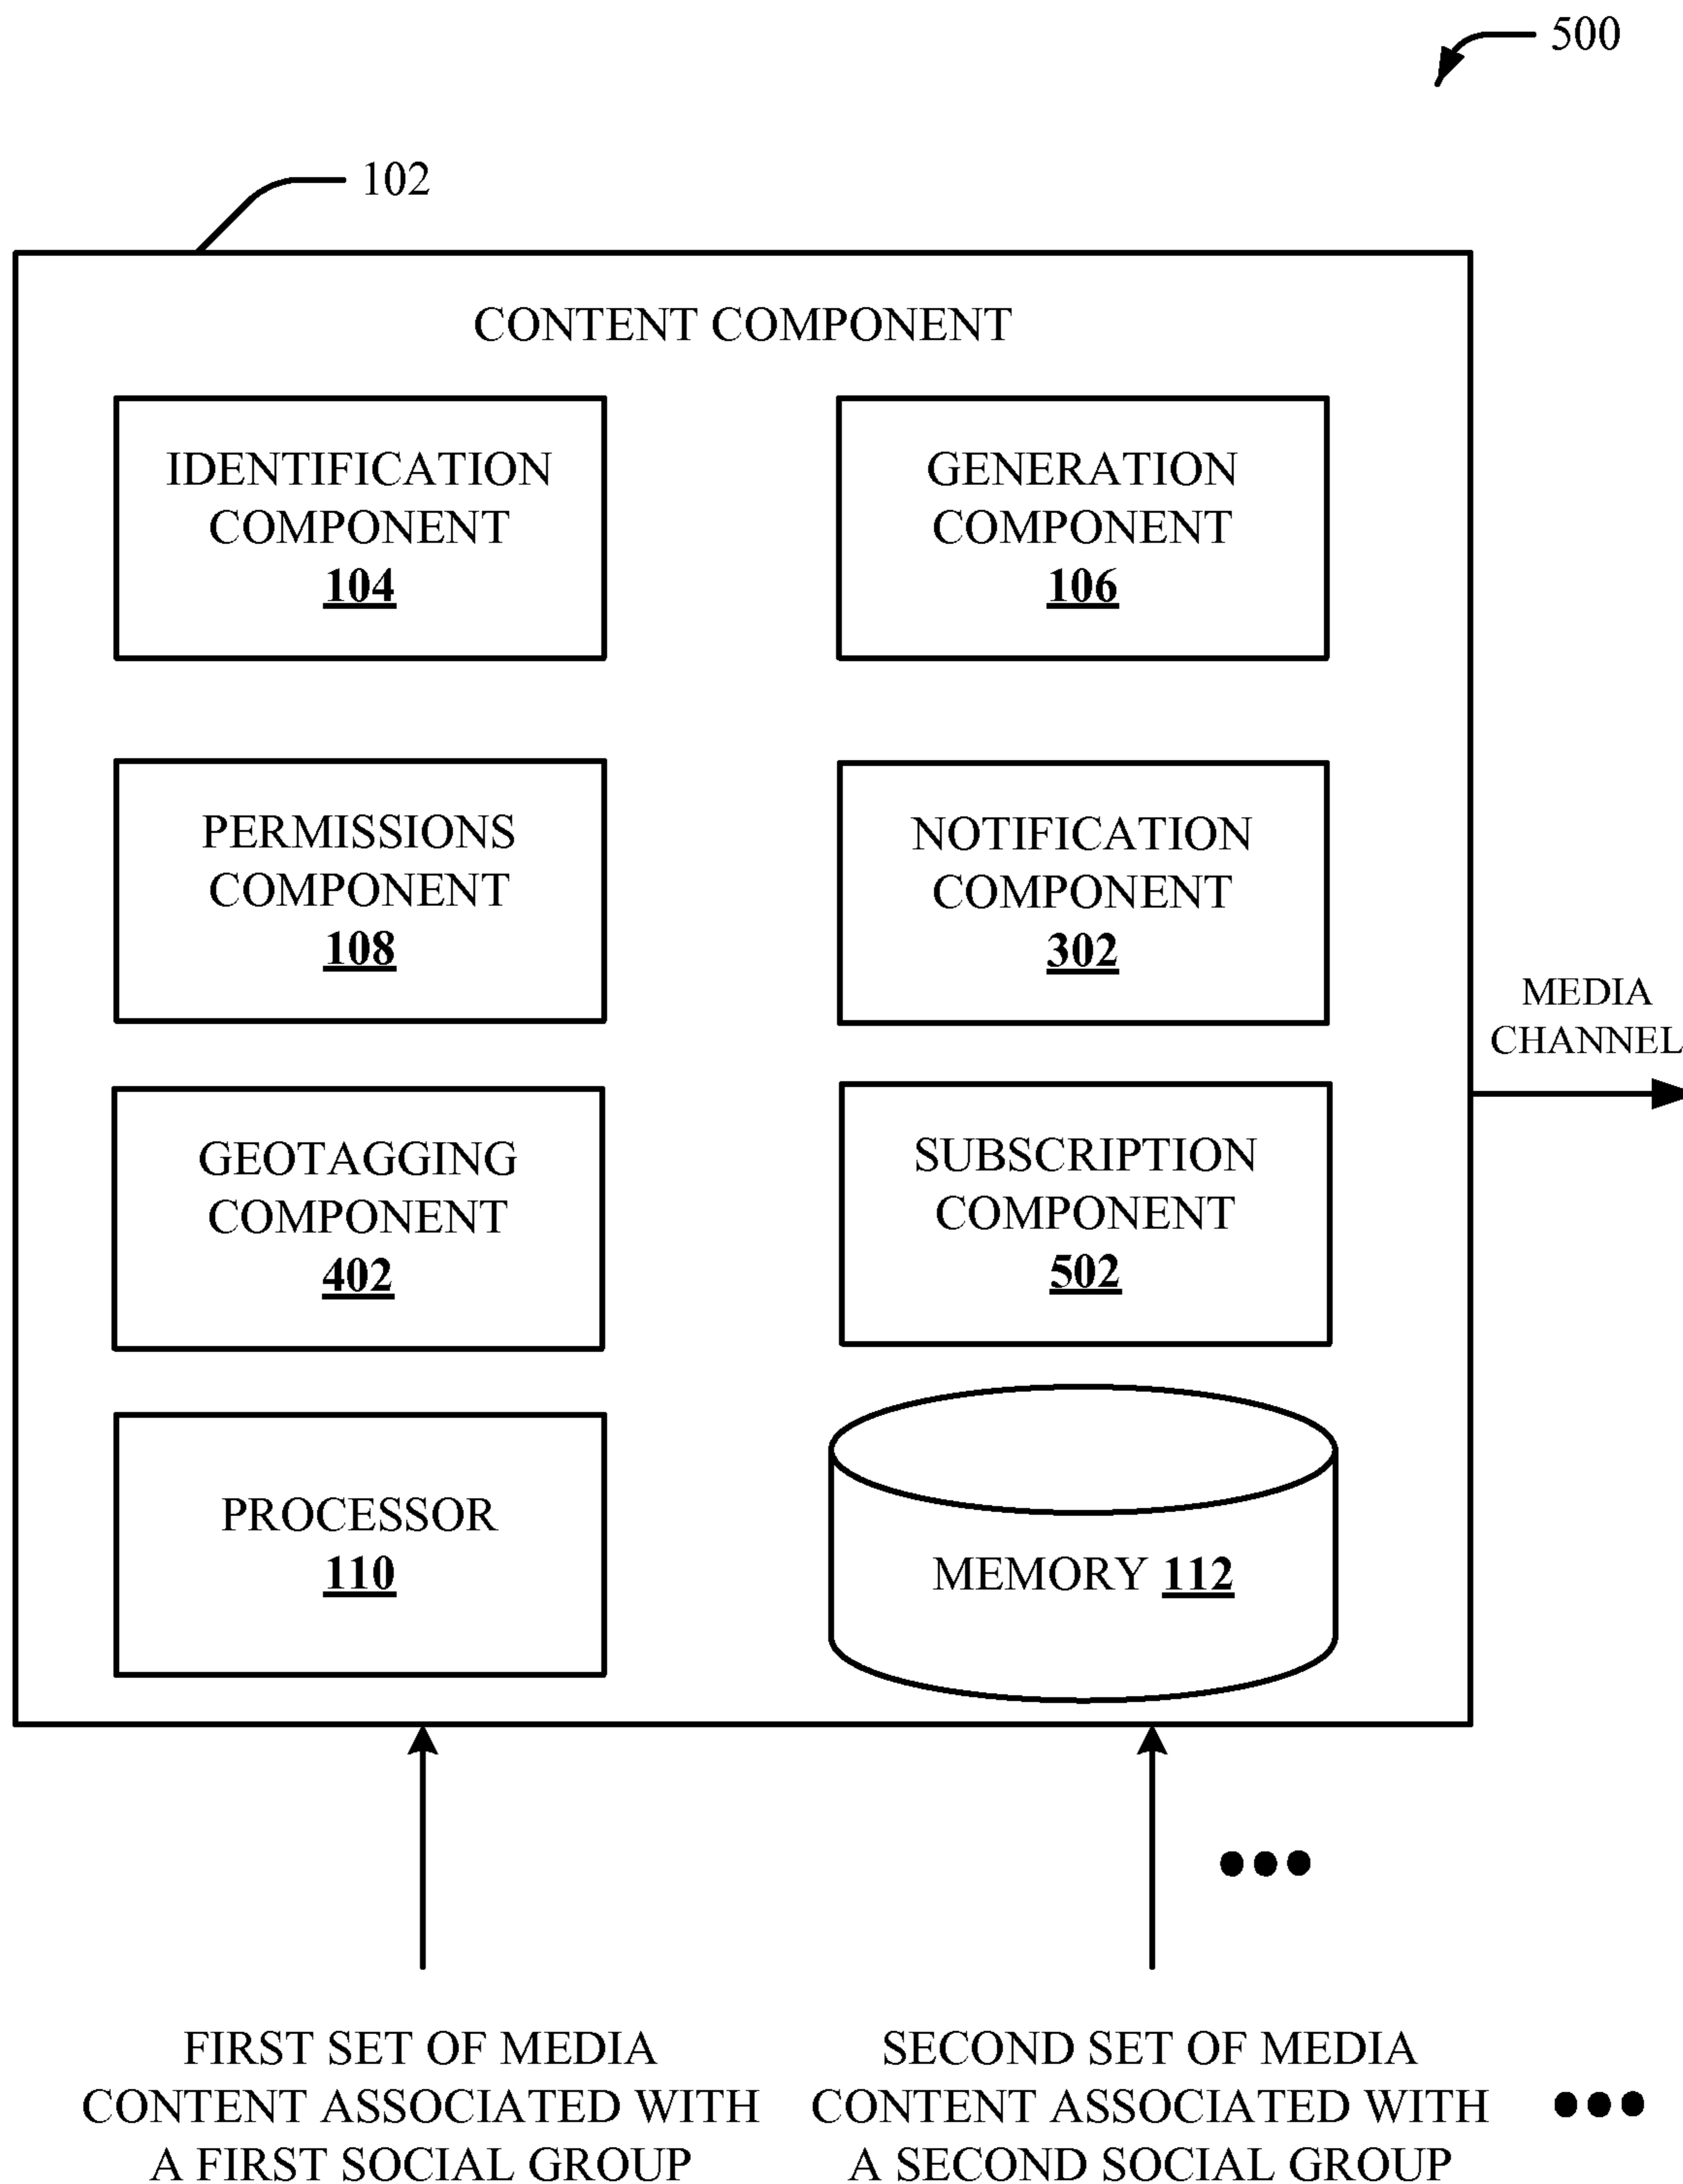 500
102
CONTENT COMPONENT
IDENTIFICATION
COMPONENT
104
GENERATION
COMPONENT
106
PERMISSIONS
COMPONENT
108
NOTIFICATION
COMPONENT
302
MEDIA
CHANNEL
GEOTAGGING
COMPONENT
402
SUBSCRIPTION
COMPONENT
502
PROCESSOR
110
MEMORY 112
FIRST SET OF MEDIA
CONTENT ASSOCIATED WITH
A FIRST SOCIAL GROUP
SECOND SET OF MEDIA
CONTENT ASSOCIATED WITH
A SECOND SOCIAL GROUP